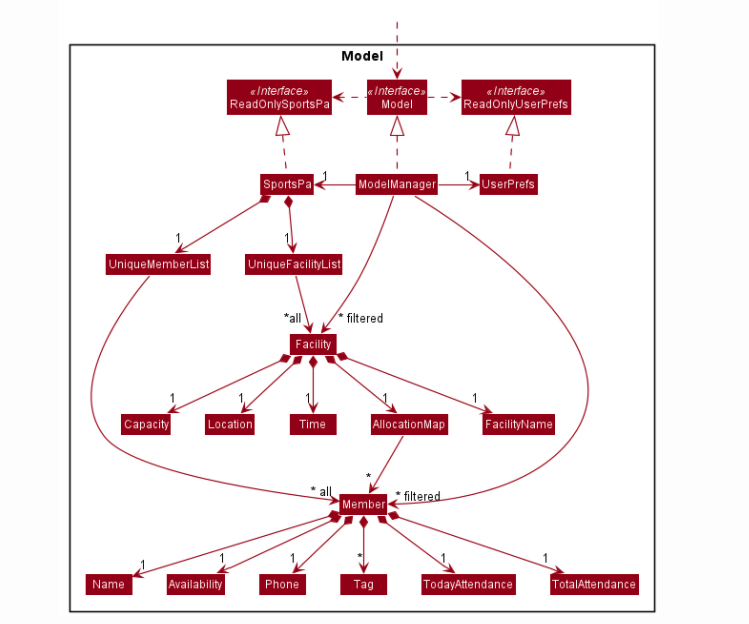 Model
«Interface» «Interface» «Interface»
ReadOnlySportsPa Model ReadOnlyUserPrefs
1 1
SportsPa ModelManager UserPrefs
1 1
UniqueMemberList UniqueFacilityList
*all * filtered
Facility
1 1 1 1 1
Capacity Location Time AllocationMap FacilityName
*
* all * filtered
Member
1 1 1 * 1 1
Name Availability Phone Tag TodayAttendance TotalAttendance